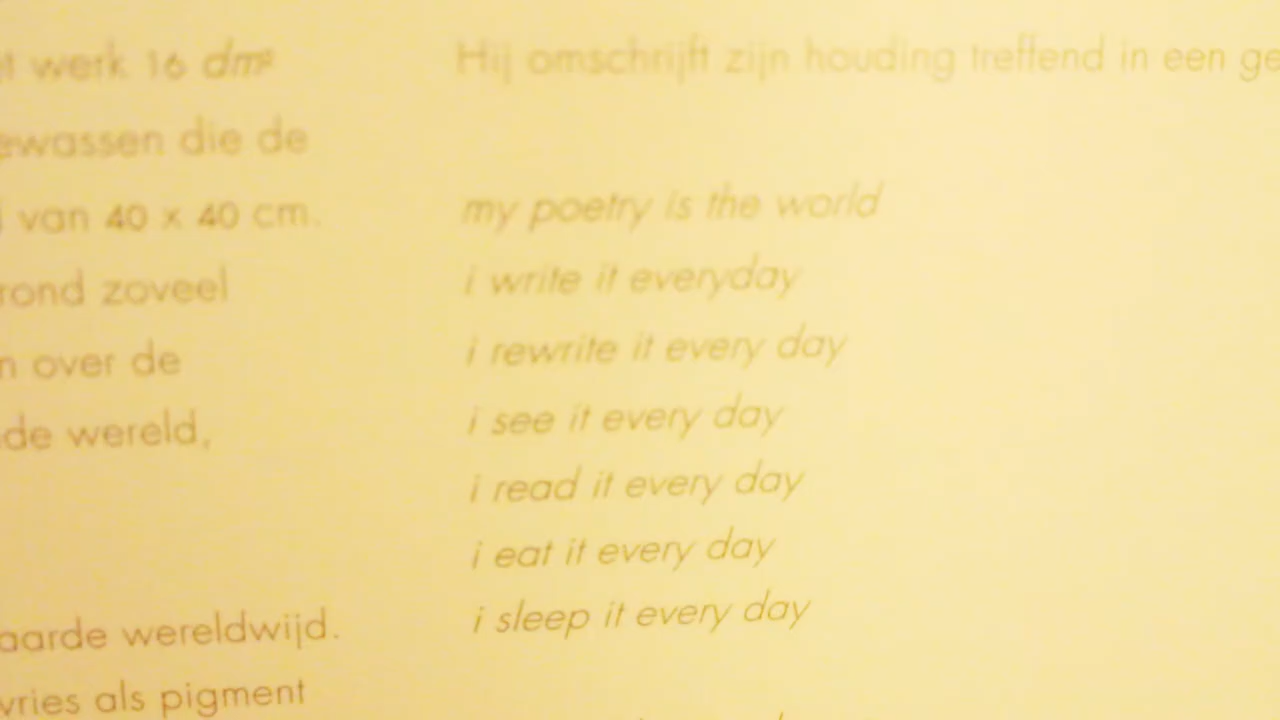 werk 16 dm²
ewassen die de
van 40 x 40 cm.
rond zoveel
n over de
de wereld,
aarde wereldwijd.
vries als pigment
Hij omschrijft zijn houding treffend in een ge
my poetry is the world
i write it everyday
i rewrite it every day
i see it every day
i read it every day
i eat it every day
i sleep it every day